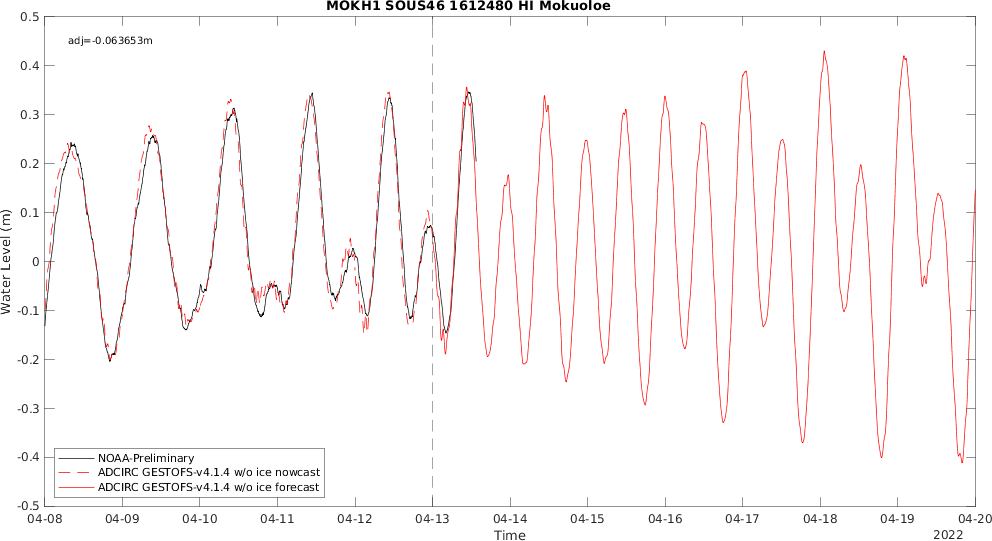 MOKH1 SOUS46 1612480 HI Mokuoloe
adj=-0.063653m
Water Level (m)
0.5
0.4
0.3
0.2
0.1
0
-0.1
-0.2
-0.3
-0.4
-0.5
NOAA-Preliminary
ADCIRC GESTOFS-v4.1.4 w/o ice nowcast
ADCIRC GESTOFS-v4.1.4 w/o ice forecast
04-08 04-09 04-10 04-11 04-12 04-13 04-14 04-15 04-16 04-17 04-18 04-19 04-20
Time
2022